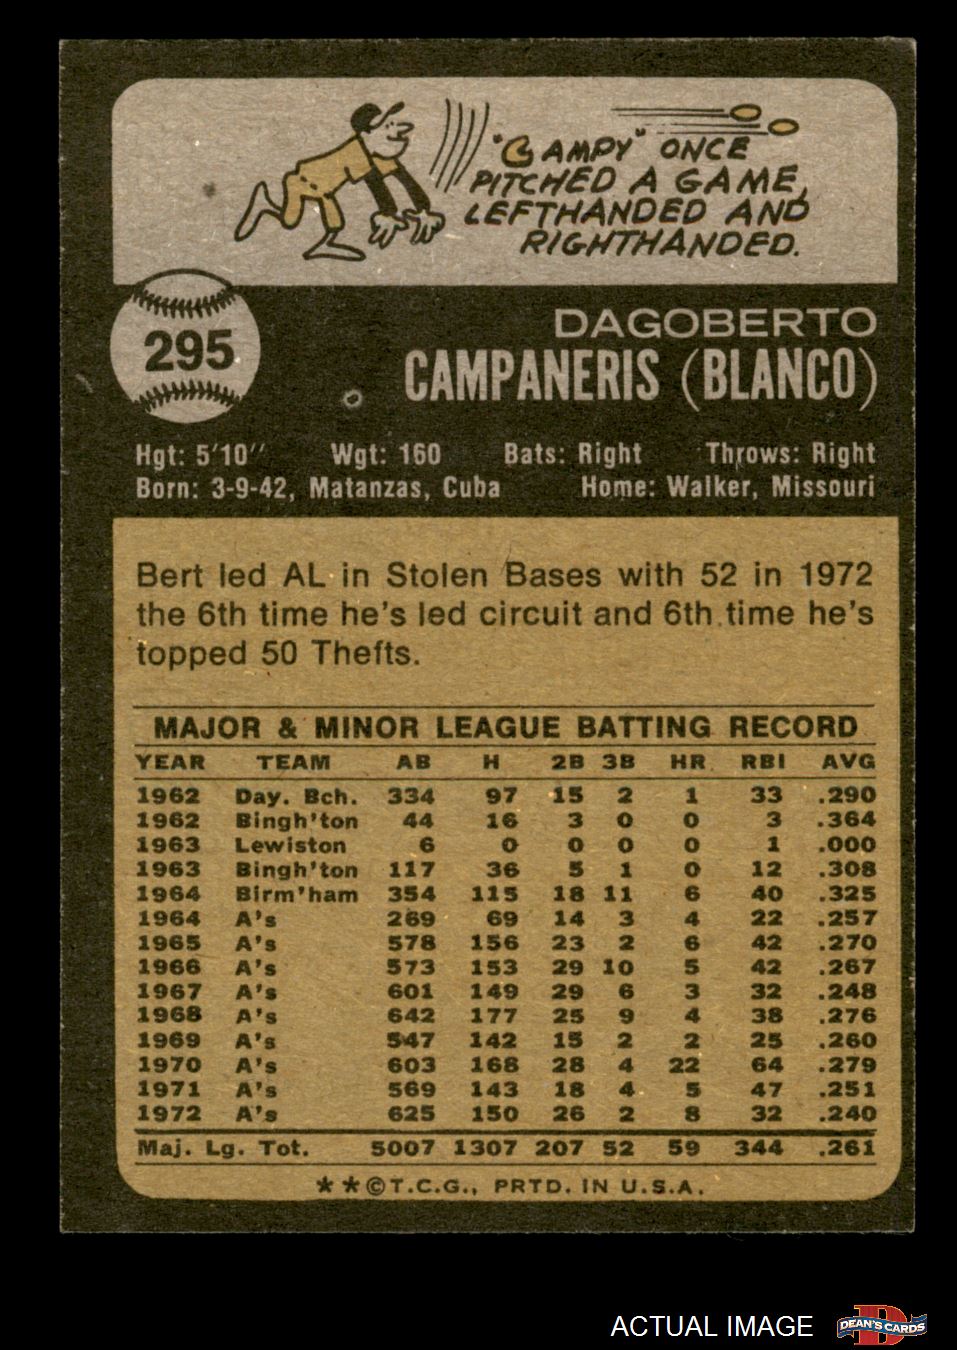 "CAMPY" ONCE
PITCHED A GAME,
LEFTHANDED AND
RIGHTHANDED.
295
DAGOBERTO
CAMPANERIS (BLANCO)
Hgt: 5'10" Wgt: 160 Bats: Right Throws: Right
Born: 3-9-42, Matanzas, Cuba Home: Walker, Missouri
Bert led AL in Stolen Bases with 52 in 1972
the 6th time he's led circuit and 6th time he's
topped 50 Thefts.
MAJOR & MINOR LEAGUE BATTING RECORD
YEAR TEAM AB H 2B 3B HR RBI AVG
1962 Day. Bch. 334 97 15 2 1 33 .290
1962 Bingh'ton 44 16 3 0 0 3 .364
1963 Lewiston 6 0 0 0 0 1 .000
1963 Bingh'ton 117 36 5 1 0 12 .308
1964 Birm'ham 354 115 18 11 6 40 .325
1964 A's 269 69 14 3 4 22 .257
1965 A's 578 156 23 2 6 42 .270
1966 A's 573 153 29 10 5 42 .267
1967 A's 601 149 29 6 3 32 .248
1968 A's 642 177 25 9 4 38 .276
1969 A's 547 142 15 2 2 25 .260
1970 A's 603 168 28 4 22 64 .279
1971 A's 569 143 18 4 5 47 .251
1972 A's 625 150 26 2 8 32 .240
Maj. Lg. Tot. 5007 1307 207 52 59 344 .261
★★©T.C.G., PRTD. IN U.S.A.
ACTUAL IMAGE D DEAN'S CARDS